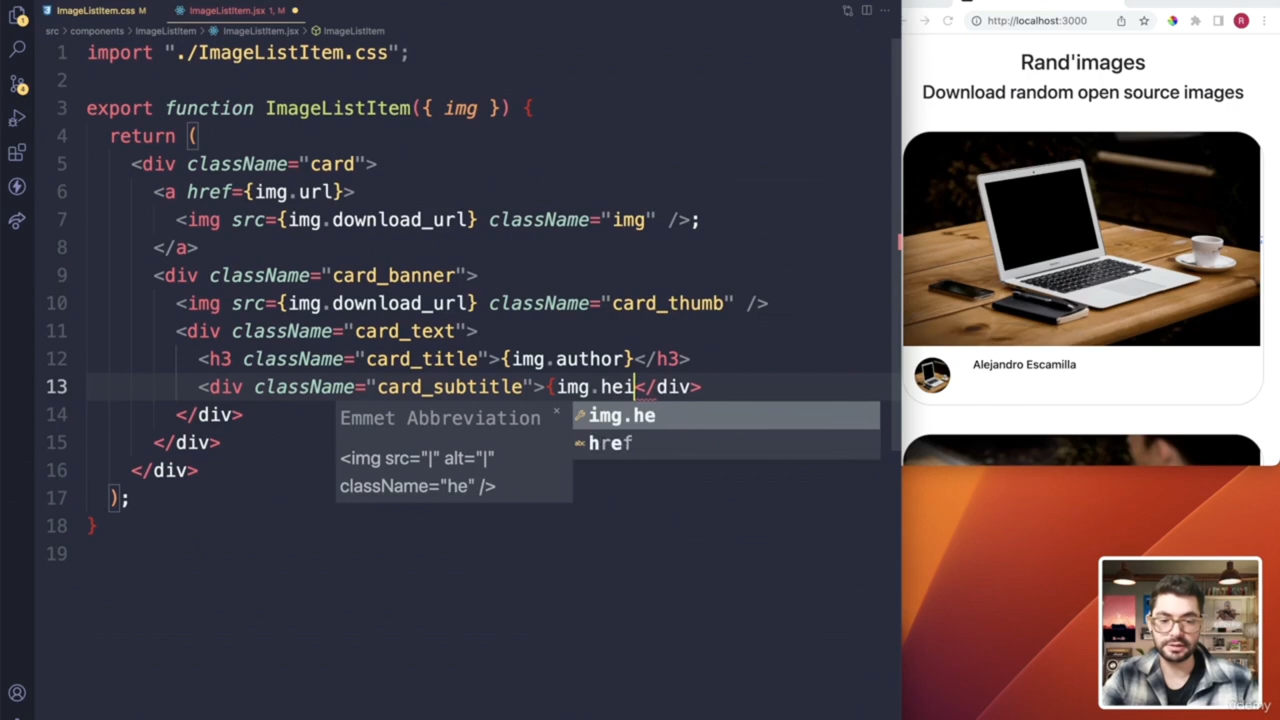 ImageListItem.css M
ImageListItem.jsx 1, M
src > components > ImageListItem > ImageListItem.jsx > ImageListItem
1 import "./ImageListItem.css";
2
3 export function ImageListItem({ img }) {
4 return (
5 <div className="card">
6 <a href={img.url}>
7 <img src={img.download_url} className="img" />;
8 </a>
9 <div className="card_banner">
10 <img src={img.download_url} className="card_thumb" />
11 <div className="card_text">
12 <h3 className="card_title">{img.author}</h3>
13 <div className="card_subtitle">{img.hei</div>
14 </div>
15 </div>
16 </div>
17 );
18 }
19
Emmet Abbreviation
<img src="|" alt="|"
className="he" />
img.he
abc href
4
http://localhost:3000
R
Rand'images
Download random open source images
Alejandro Escamilla